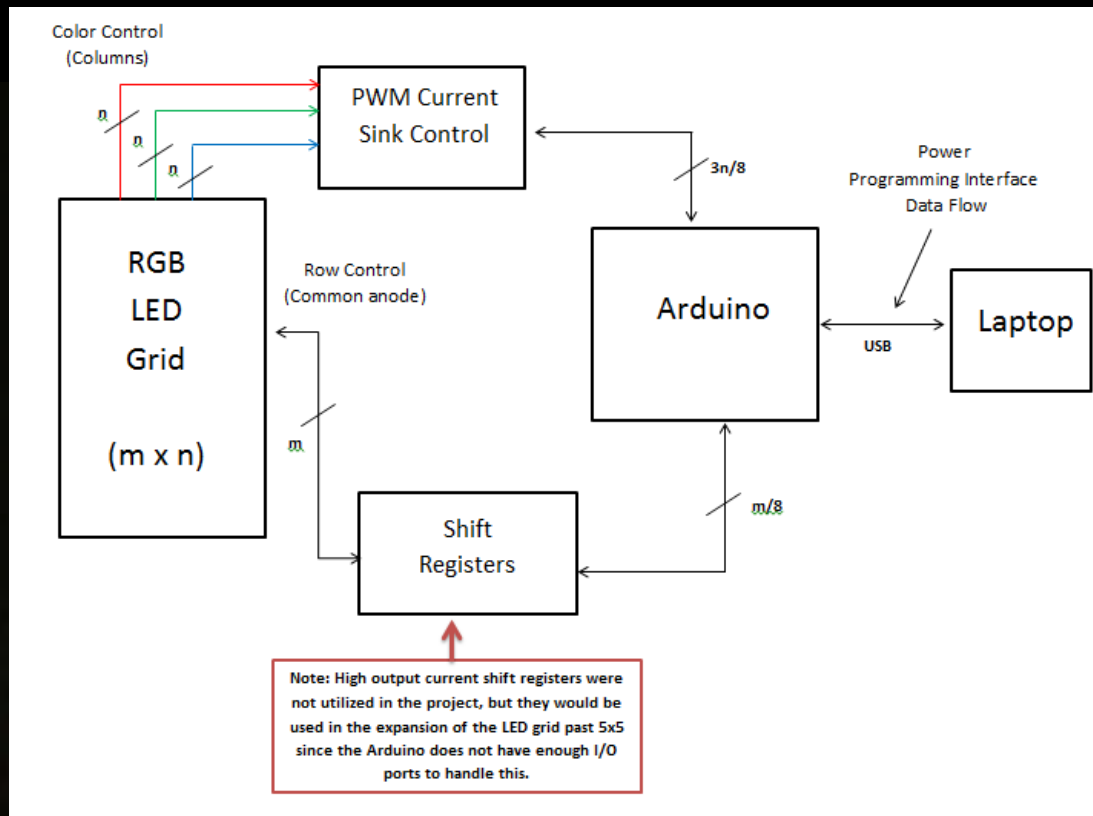 Color Control
(Columns)
n
n
n
PWM Current
Sink Control
3n/8
Power
Programming Interface
Data Flow
RGB
LED
Grid
(m x n)
Row Control
(Common anode)
m
Arduino
USB
Laptop
Shift
Registers
m/8
Note: High output current shift registers were
not utilized in the project, but they would be
used in the expansion of the LED grid past 5x5
since the Arduino does not have enough I/O
ports to handle this.